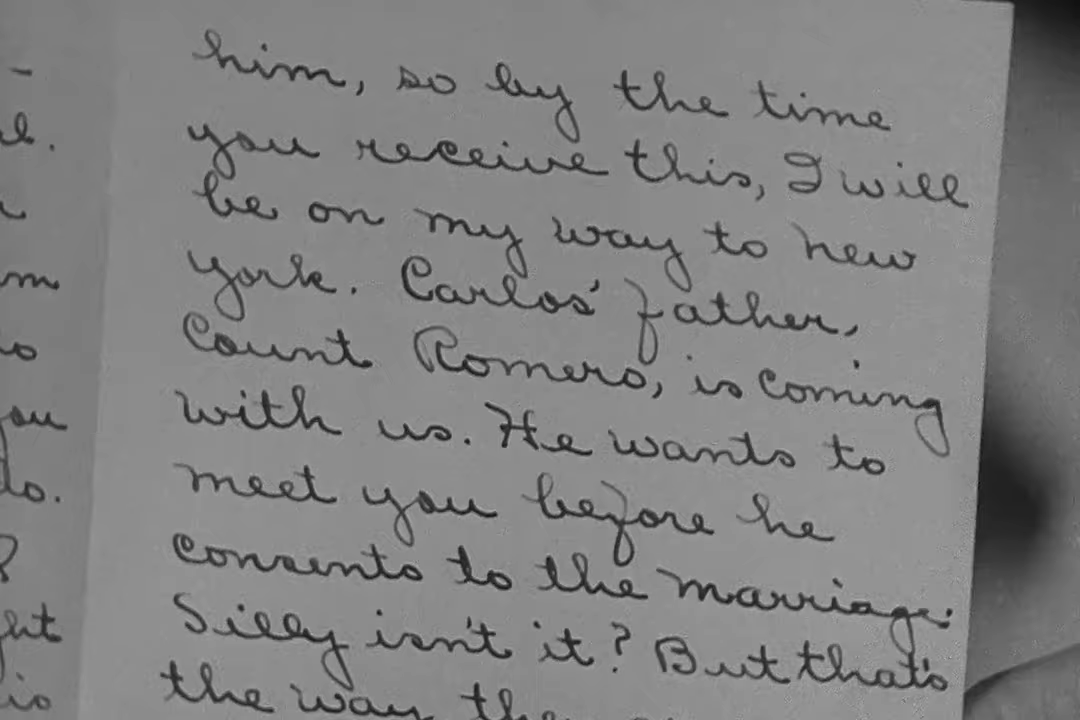 him, so by the time
you receive this, I will
be on my way to new
york. Carlos' father,
Count Romero, is coming
with us. He wants to
meet you before he
consents to the marriage.
Silly isn't it? But that's
the way